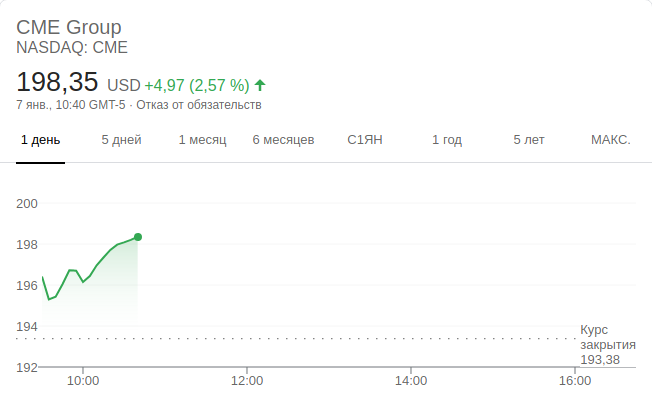 CME Group
NASDAQ: CME
198,35 USD +4,97 (2,57 %)
7 янв., 10:40 GMT-5 · Отказ от обязательств
1 день 5 дней 1 месяц 6 месяцев С1ЯН 1 год 5 лет МАКС.
200
198
196
194
Курс
закрытия
193,38
192
10:00 12:00 14:00 16:00